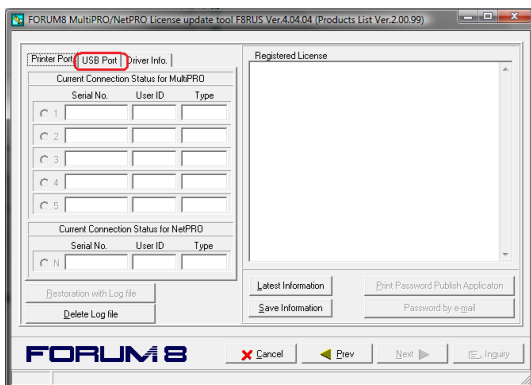 FORUM8 MultiPRO/NetPRO License update tool F8RUS Ver.4.04.04 (Products List Ver.2.00.99)
Printer Port USB Port Driver Info.
Current Connection Status for MultiPRO
Serial No. User ID Type
1
2
3
4
5
Current Connection Status for NetPRO
Serial No. User ID Type
N
Restoration with Log file
Delete Log file
Registered License
Latest Information Print Password Publish Applicaton
Save Information Password by e-mail
FORUM 8 Cancel Prev Next Inquiry